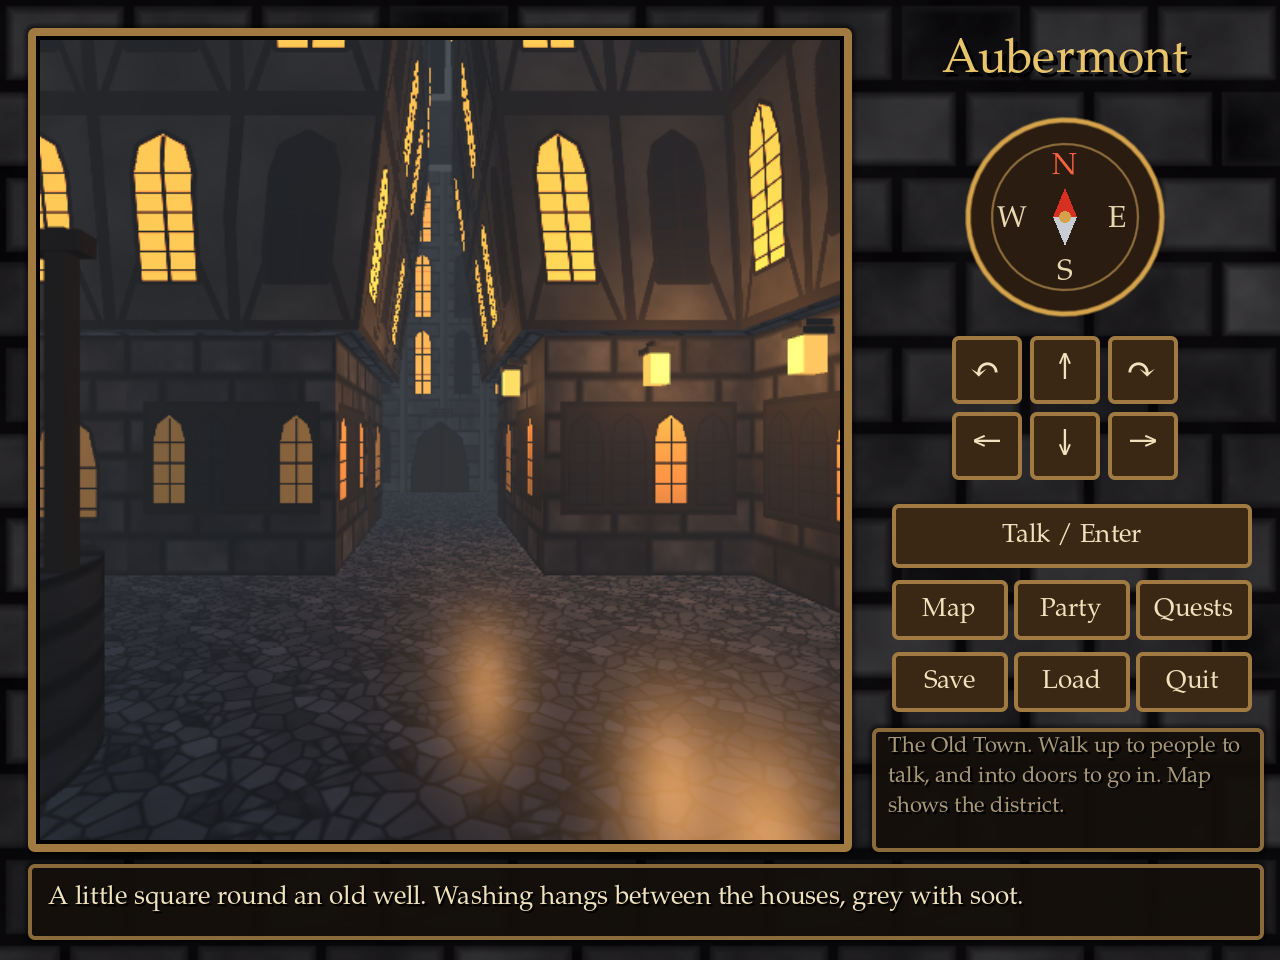 Aubermont
N
W E
S
Talk / Enter
Map Party Quests
Save Load Quit
The Old Town. Walk up to people to
talk, and into doors to go in. Map
shows the district.
A little square round an old well. Washing hangs between the houses, grey with soot.